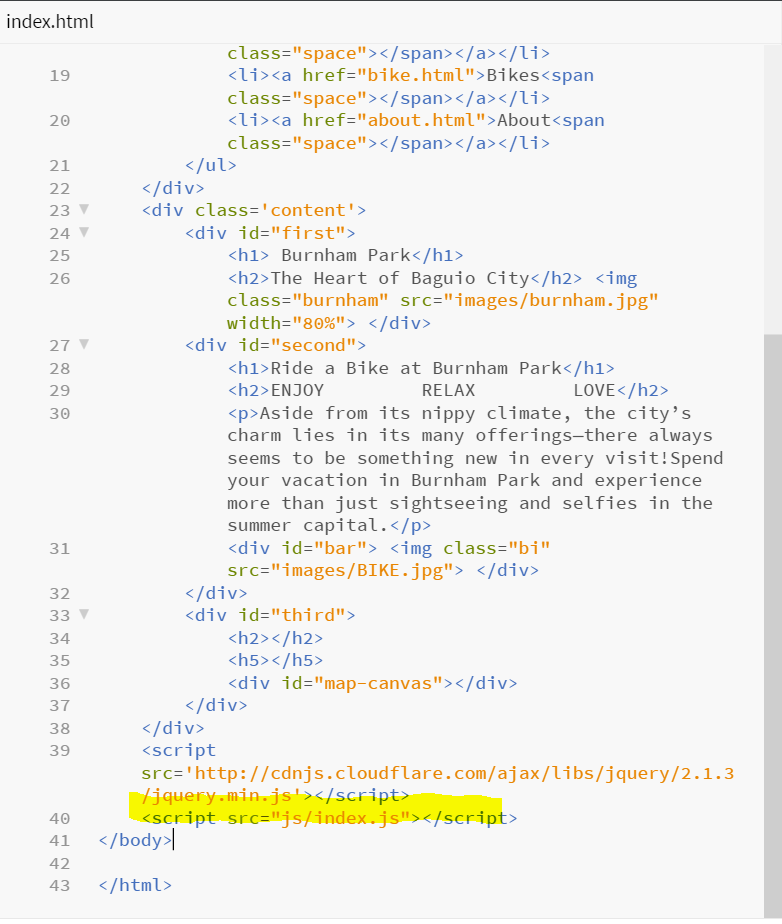 index.html
class="space"></span></a></li>
19 <li><a href="bike.html">Bikes<span
class="space"></span></a></li>
20 <li><a href="about.html">About<span
class="space"></span></a></li>
21 </ul>
22 </div>
23 <div class='content'>
24 <div id="first">
25 <h1> Burnham Park</h1>
26 <h2>The Heart of Baguio City</h2> <img
class="burnham" src="images/burnham.jpg"
width="80%"> </div>
27 <div id="second">
28 <h1>Ride a Bike at Burnham Park</h1>
29 <h2>ENJOY         RELAX         LOVE</h2>
30 <p>Aside from its nippy climate, the city’s
charm lies in its many offerings—there always
seems to be something new in every visit!Spend
your vacation in Burnham Park and experience
more than just sightseeing and selfies in the
summer capital.</p>
31 <div id="bar"> <img class="bi"
src="images/BIKE.jpg"> </div>
32 </div>
33 <div id="third">
34 <h2></h2>
35 <h5></h5>
36 <div id="map-canvas"></div>
37 </div>
38 </div>
39 <script
src='http://cdnjs.cloudflare.com/ajax/libs/jquery/2.1.3
/jquery.min.js'></script>
40 <script src="js/index.js"></script>
41 </body>
42
43 </html>